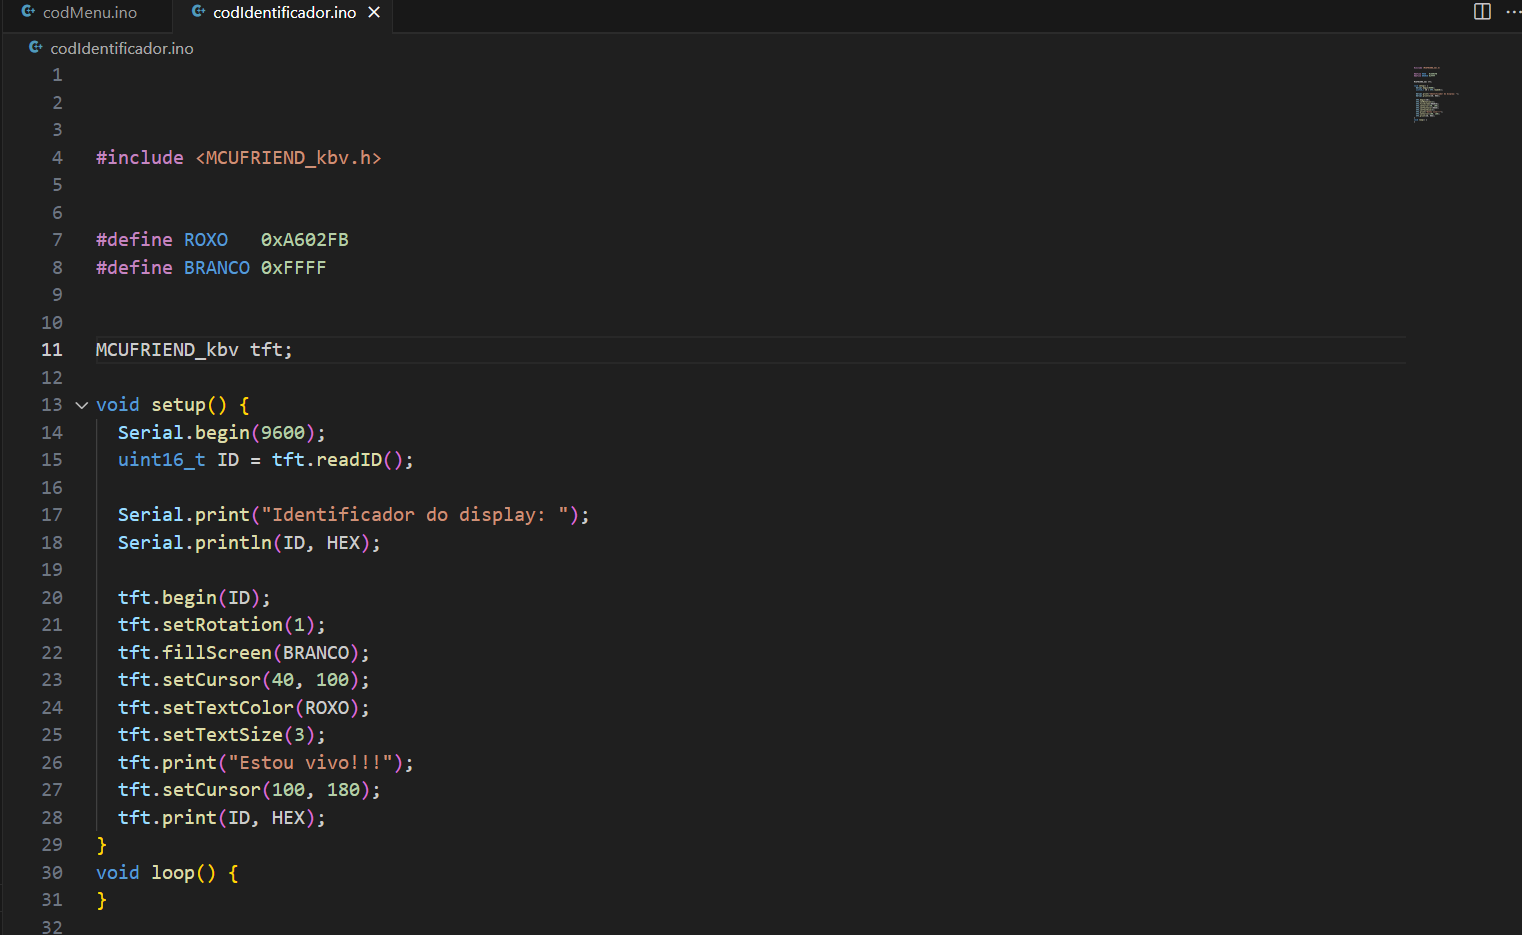 codMenu.ino codIdentificador.ino
codIdentificador.ino
1
2
3
4 #include <MCUFRIEND_kbv.h>
5
6
7 #define ROXO   0xA602FB
8 #define BRANCO 0xFFFF
9
10
11 MCUFRIEND_kbv tft;
12
13 void setup() {
14   Serial.begin(9600);
15   uint16_t ID = tft.readID();
16
17   Serial.print("Identificador do display: ");
18   Serial.println(ID, HEX);
19
20   tft.begin(ID);
21   tft.setRotation(1);
22   tft.fillScreen(BRANCO);
23   tft.setCursor(40, 100);
24   tft.setTextColor(ROXO);
25   tft.setTextSize(3);
26   tft.print("Estou vivo!!!");
27   tft.setCursor(100, 180);
28   tft.print(ID, HEX);
29 }
30 void loop() {
31 }
32